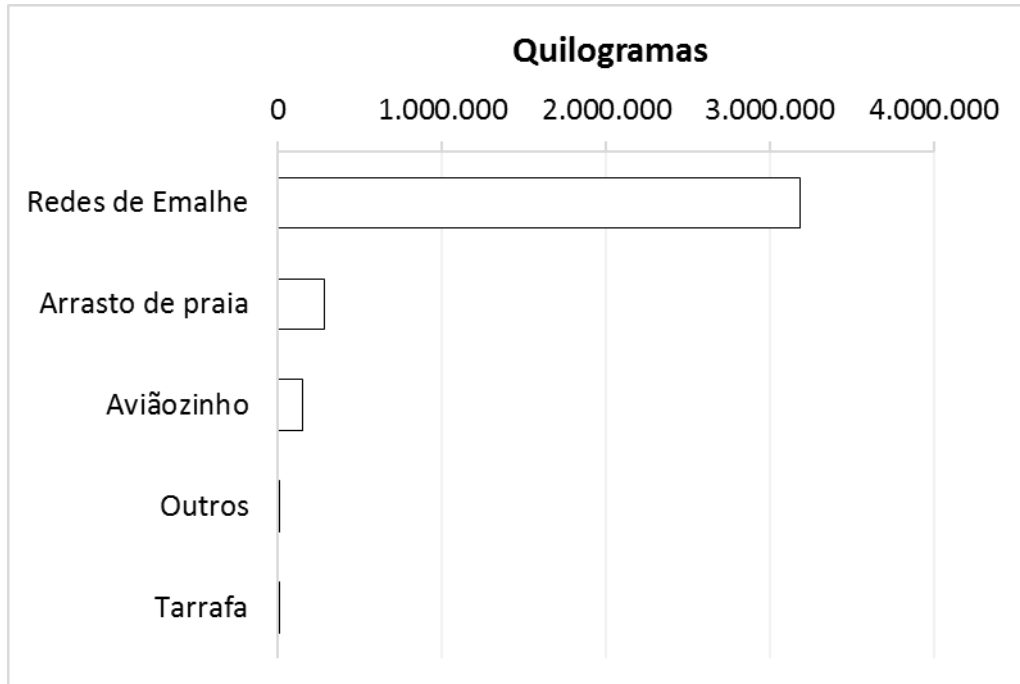 Quilogramas
0 1.000.000 2.000.000 3.000.000 4.000.000
Redes de Emalhe
Arrasto de praia
Aviãozinho
Outros
Tarrafa